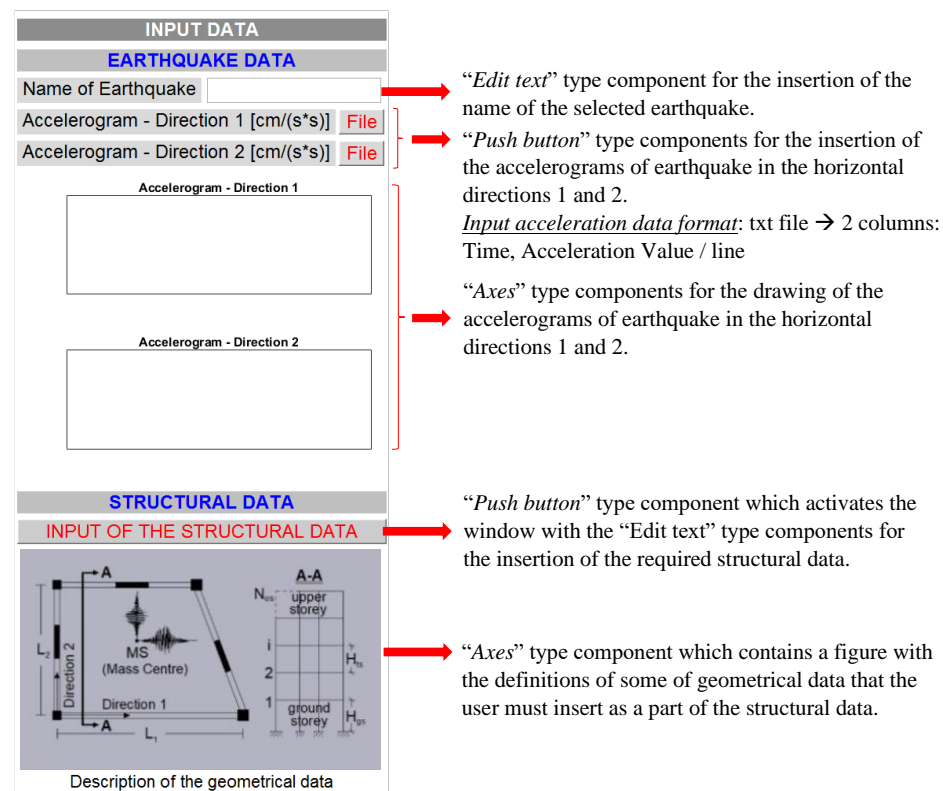 INPUT DATA
EARTHQUAKE DATA
Name of Earthquake
Accelerogram - Direction 1 [cm/(s*s)] File
Accelerogram - Direction 2 [cm/(s*s)] File
Accelerogram - Direction 1
Accelerogram - Direction 2
STRUCTURAL DATA
INPUT OF THE STRUCTURAL DATA
A
A-A
Nes
upper
storey
MS
(Mass Centre)
i
Hts
L2
Direction 2
2
Direction 1
1
ground
storey
Hgs
A
L1
Description of the geometrical data
“Edit text” type component for the insertion of the
name of the selected earthquake.
“Push button” type components for the insertion of
the accelerograms of earthquake in the horizontal
directions 1 and 2.
Input acceleration data format: txt file → 2 columns:
Time, Acceleration Value / line
“Axes” type components for the drawing of the
accelerograms of earthquake in the horizontal
directions 1 and 2.
“Push button” type component which activates the
window with the “Edit text” type components for
the insertion of the required structural data.
“Axes” type component which contains a figure with
the definitions of some of geometrical data that the
user must insert as a part of the structural data.